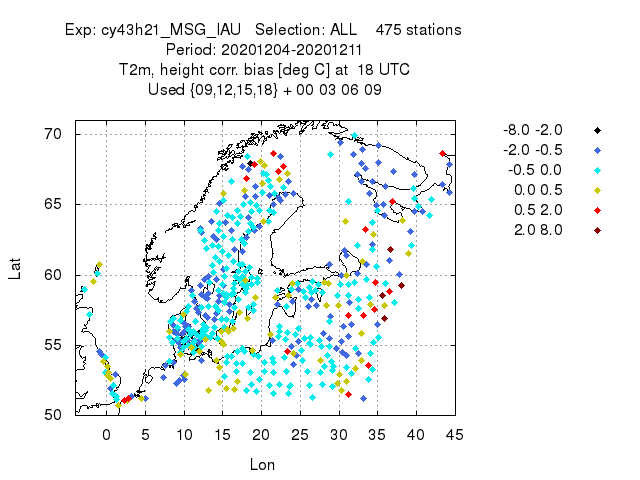 Exp: cy43h21_MSG_IAU Selection: ALL 475 stations
Period: 20201204-20201211
T2m, height corr. bias [deg C] at 18 UTC
Used {09,12,15,18} + 00 03 06 09
-8.0 -2.0
-2.0 -0.5
-0.5 0.0
0.0 0.5
0.5 2.0
2.0 8.0
70
65
60
55
50
Lat
0 5 10 15 20 25 30 35 40 45
Lon